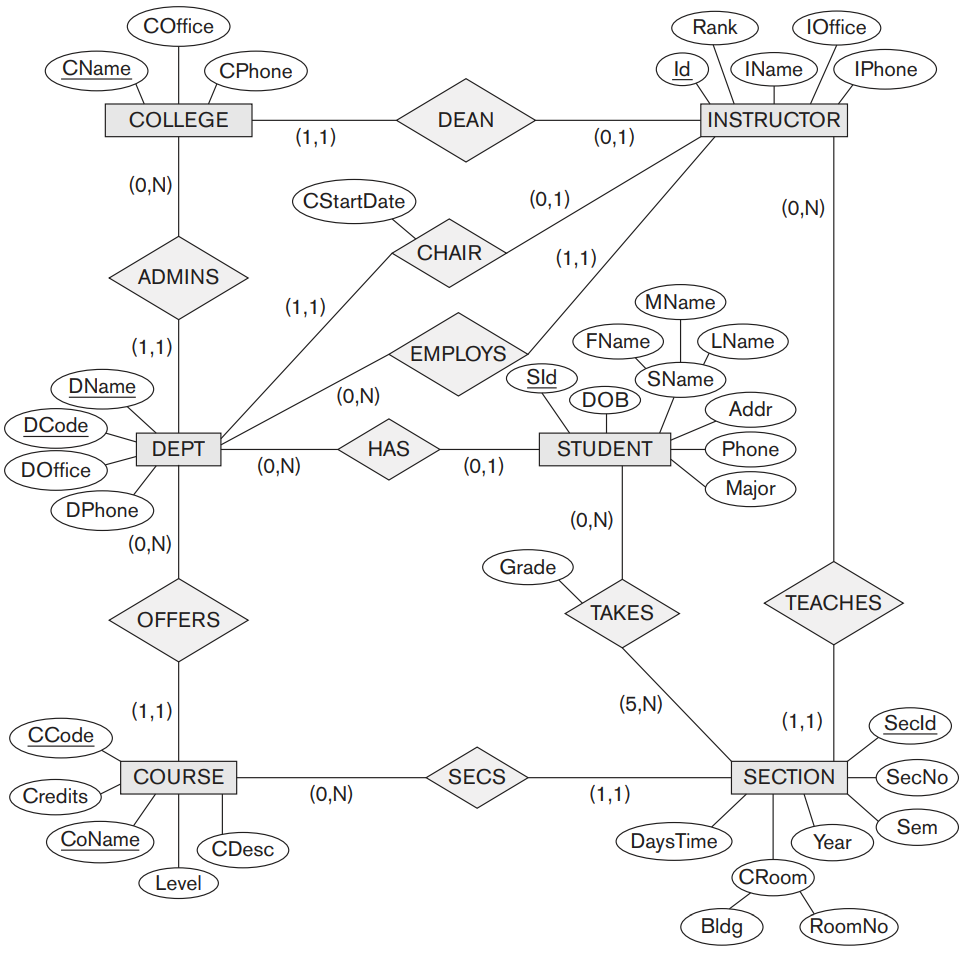 COffice
CName
CPhone
COLLEGE
(1,1)
DEAN
(0,1)
Rank
IOffice
Id
IName
IPhone
INSTRUCTOR
(0,N)
CStartDate
(0,1)
(0,N)
CHAIR
ADMINS
(1,1)
(1,1)
(1,1)
EMPLOYS
(0,N)
MName
FName
LName
SId
DOB
SName
Addr
Phone
Major
STUDENT
DName
DCode
DOffice
DPhone
DEPT
(0,N)
HAS
(0,1)
(0,N)
(0,N)
Grade
OFFERS
TAKES
TEACHES
(1,1)
(5,N)
(1,1)
CCode
Credits
CoName
Level
CDesc
COURSE
(0,N)
SECS
(1,1)
SECTION
SecId
SecNo
Sem
Year
DaysTime
CRoom
Bldg
RoomNo